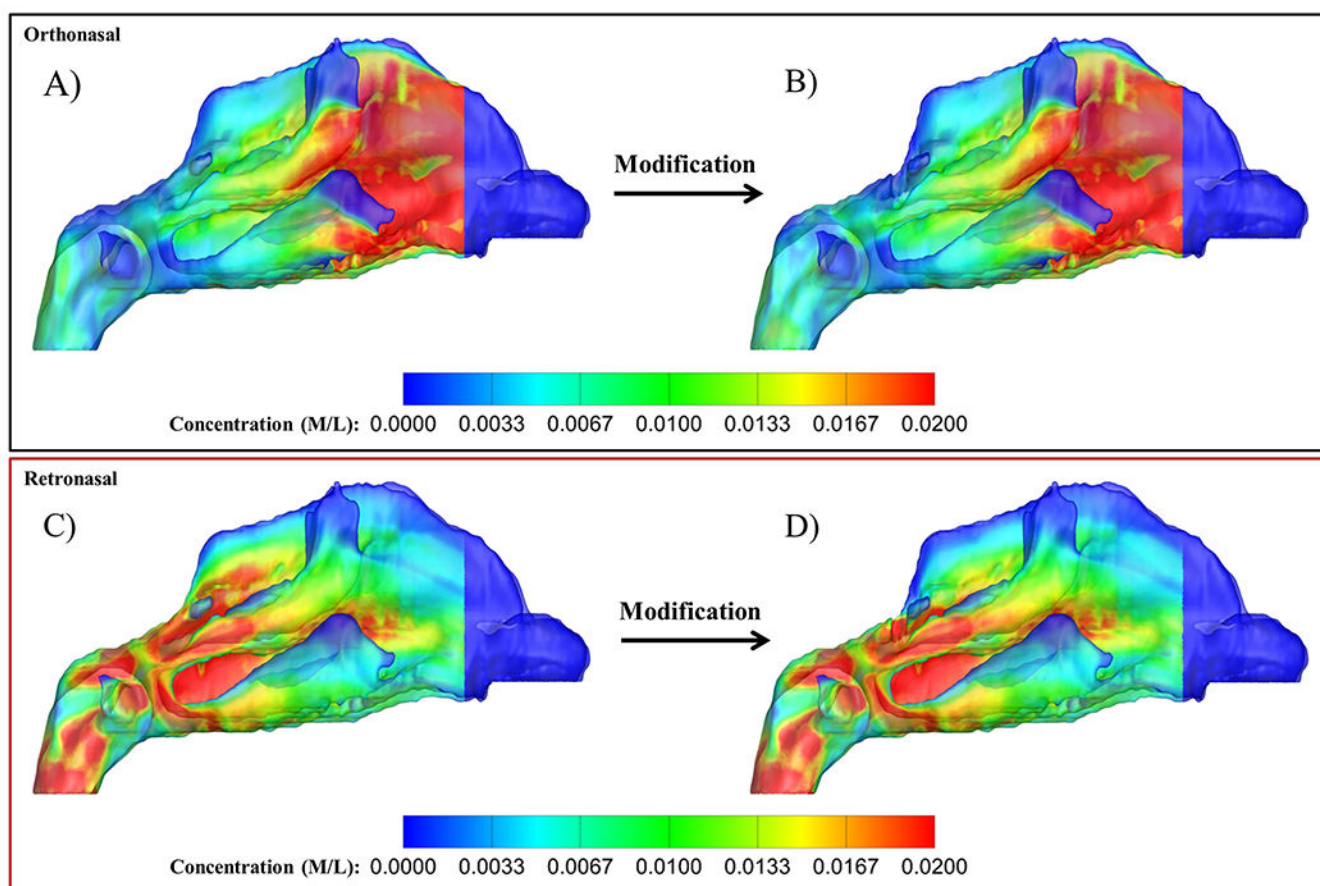 Orthonasal
A)
B)
Modification
Concentration (M/L): 0.0000 0.0033 0.0067 0.0100 0.0133 0.0167 0.0200
Retronasal
C)
D)
Modification
Concentration (M/L): 0.0000 0.0033 0.0067 0.0100 0.0133 0.0167 0.0200